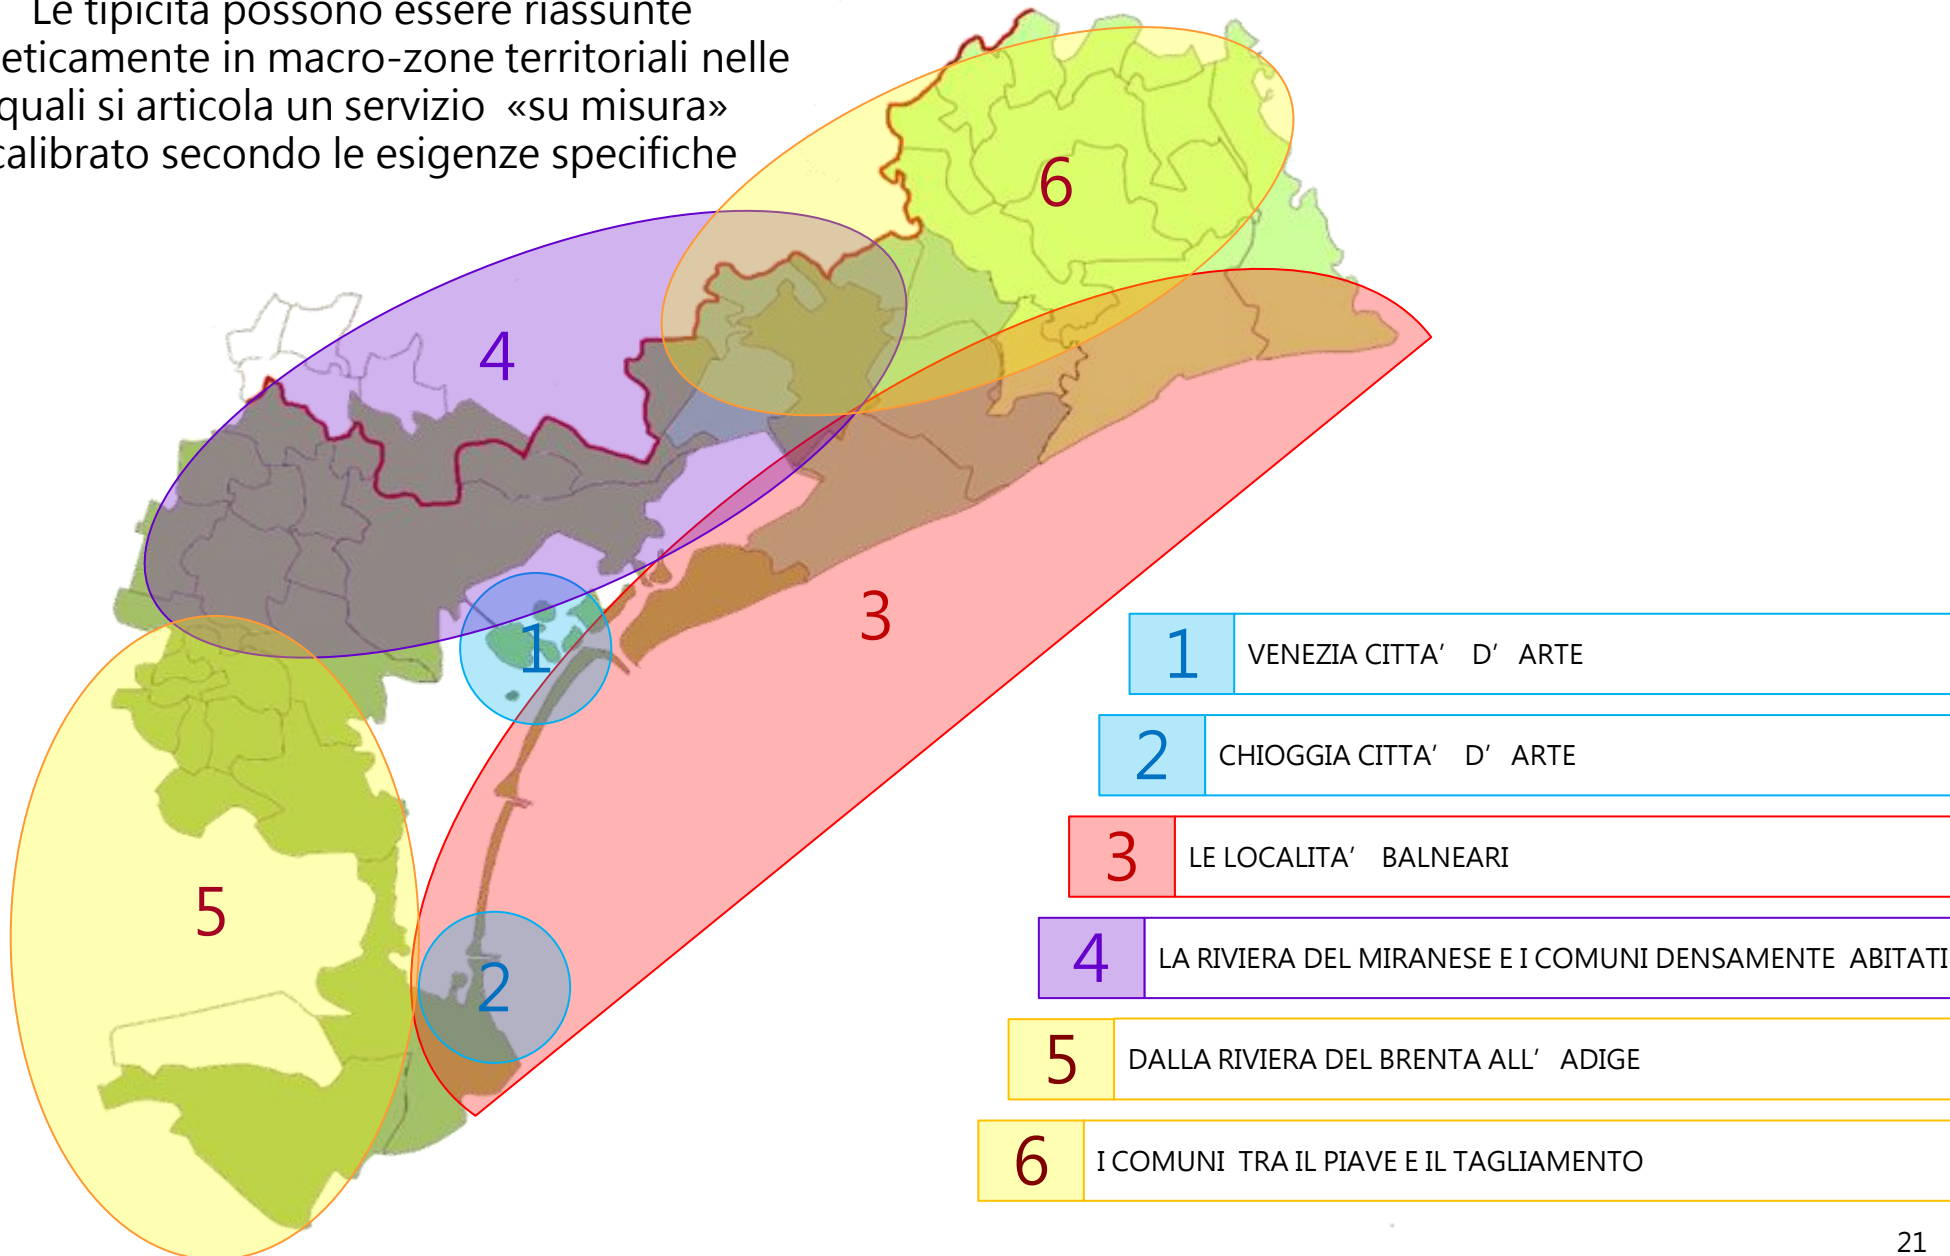 Le tipicità possono essere riassunte
eticamente in macro-zone territoriali nelle
quali si articola un servizio «su misura»
calibrato secondo le esigenze specifiche
6
4
3
1
5
2
1 VENEZIA CITTA' D' ARTE
2 CHIOGGIA CITTA' D' ARTE
3 LE LOCALITA' BALNEARI
4 LA RIVIERA DEL MIRANESE E I COMUNI DENSAMENTE ABITATI
5 DALLA RIVIERA DEL BRENTA ALL' ADIGE
6 I COMUNI TRA IL PIAVE E IL TAGLIAMENTO
21